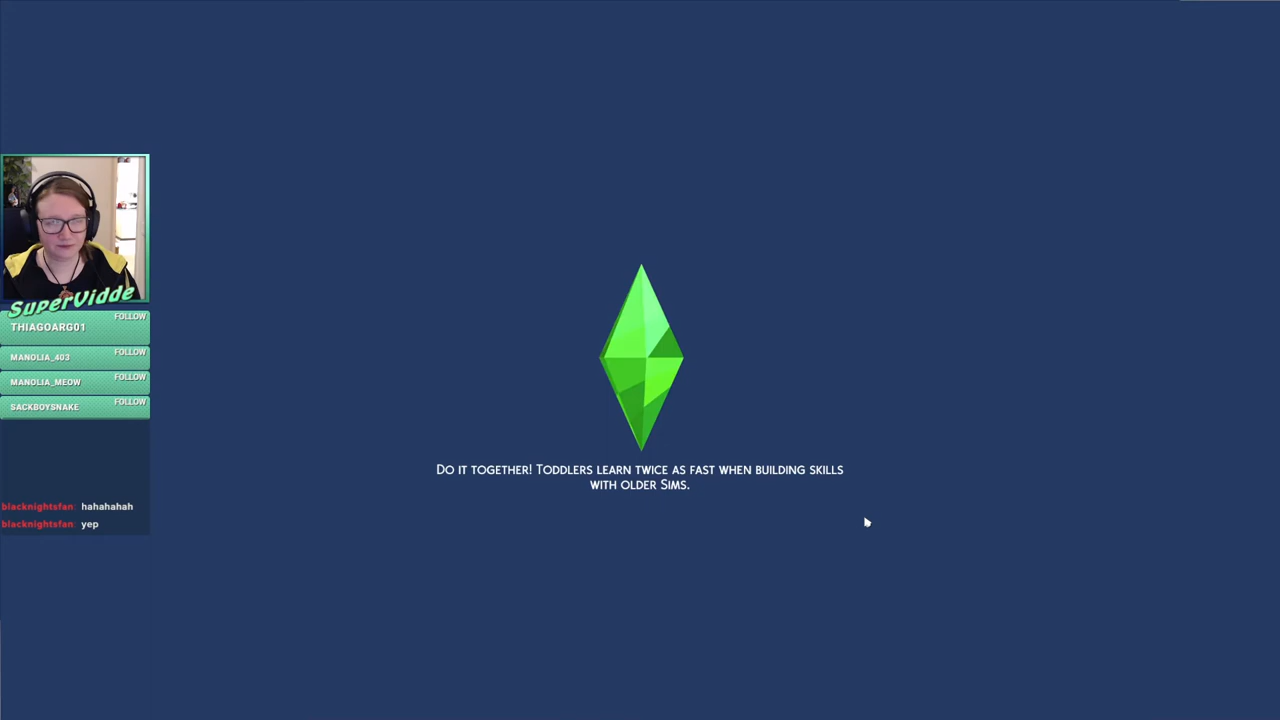 SuperVidde
FOLLOW
THIAGOARG01
FOLLOW
MANOLIA_403
FOLLOW
MANOLIA_MEOW
FOLLOW
SACKBOYSNAKE
blacknightsfan: hahahahah
blacknightsfan: yep
DO IT TOGETHER! TODDLERS LEARN TWICE AS FAST WHEN BUILDING SKILLS
WITH OLDER SIMS.